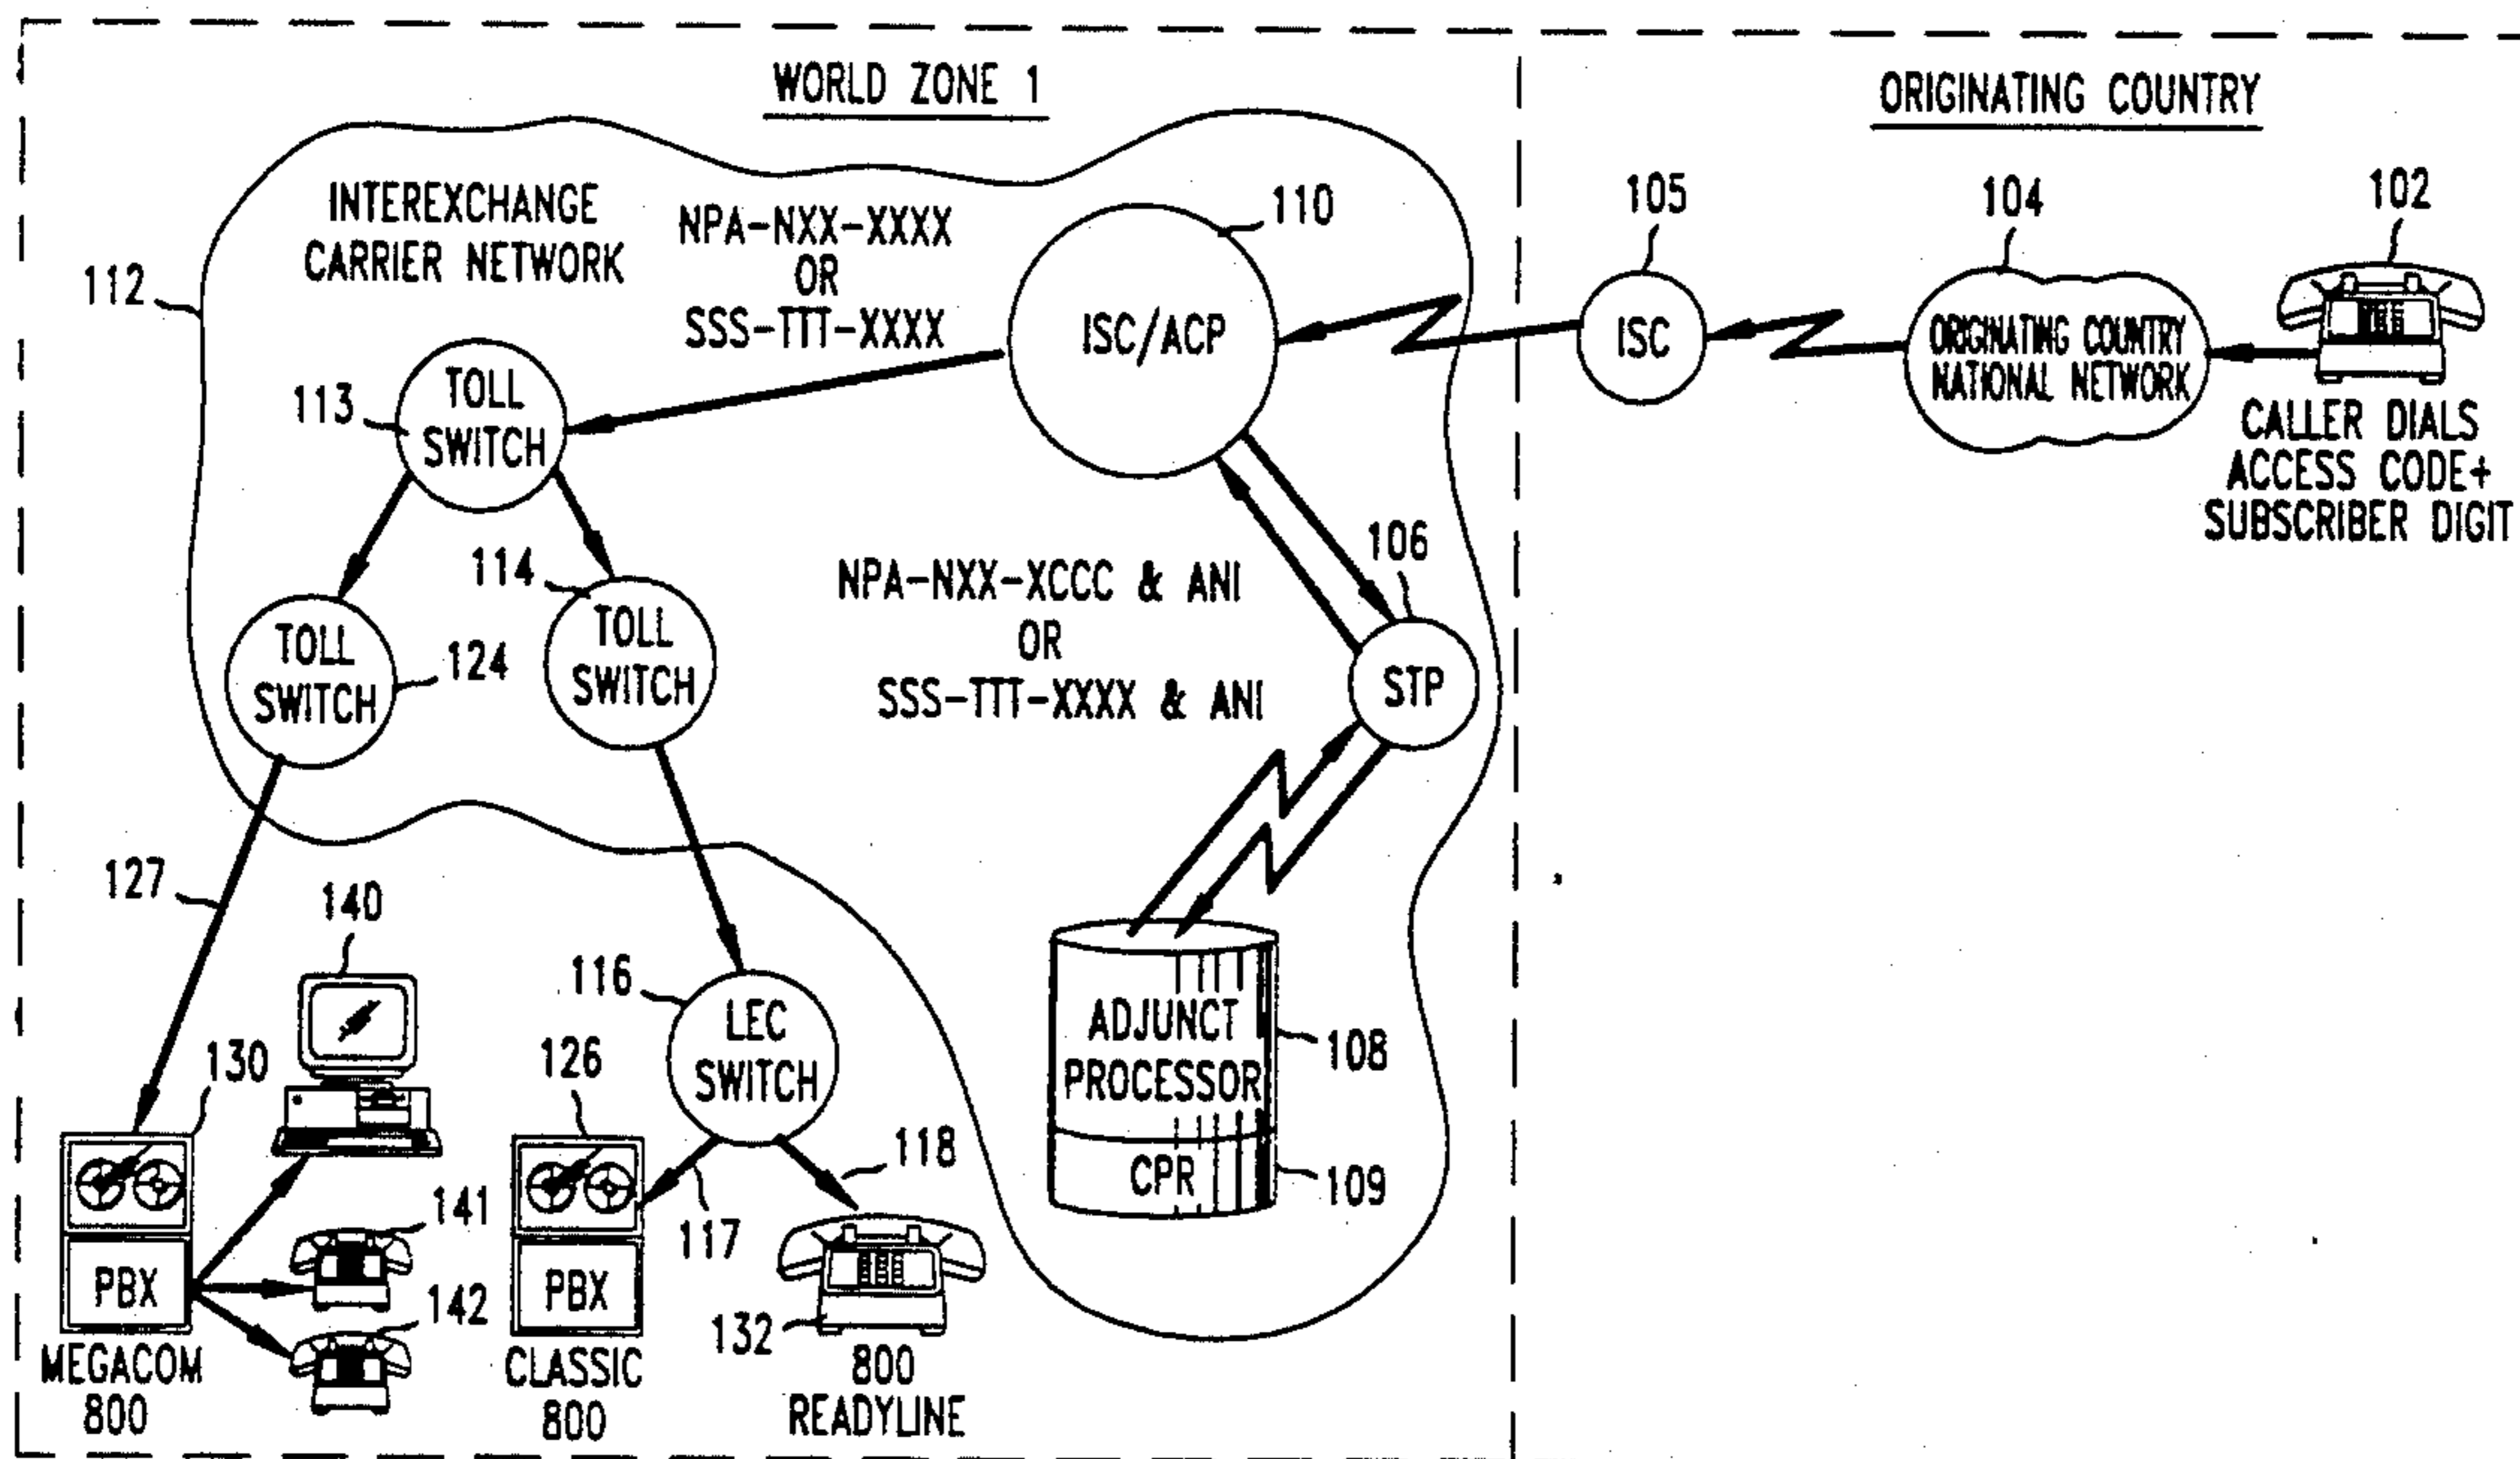 WORLD ZONE 1
ORIGINATING COUNTRY
INTEREXCHANGE
CARRIER NETWORK
112
NPA-NXX-XXXX
OR
SSS-TTT-XXXX
110
ISC/ACP
105
ISC
104
ORIGINATING COUNTRY
NATIONAL NETWORK
102
CALLER DIALS
ACCESS CODE+
SUBSCRIBER DIGIT
113
TOLL
SWITCH
114
TOLL
SWITCH
TOLL
SWITCH
124
NPA-NXX-XCCC & ANI
OR
SSS-TTT-XXXX & ANI
106
STP
127
140
116
LEC
SWITCH
ADJUNCT
PROCESSOR
108
CPR
109
130
126
118
117
141
142
PBX
MEGACOM
800
PBX
CLASSIC
800
132
800
READYLINE